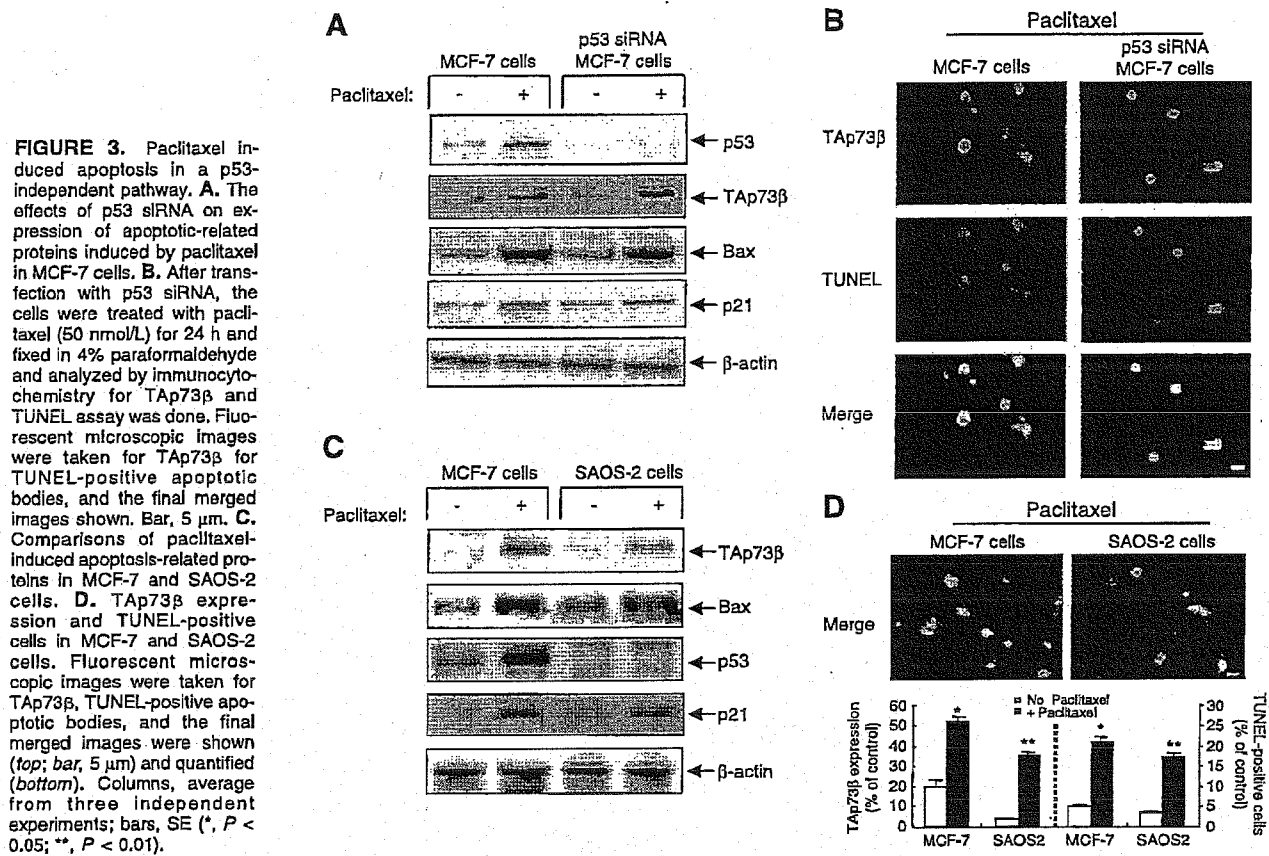 FIGURE 3. Paclitaxel in-
duced apoptosis in a p53-
independent pathway. A. The
effects of p53 siRNA on ex-
pression of apoptotic-related
proteins induced by paclitaxel
in MCF-7 cells. B. After trans-
fection with p53 siRNA, the
cells were treated with pacli-
taxel (50 nmol/L) for 24 h and
fixed in 4% paraformaldehyde
and analyzed by immunocyto-
chemistry for TAp73β and
TUNEL assay was done. Fluo-
rescent microscopic images
were taken for TAp73β for
TUNEL-positive apoptotic
bodies, and the final merged
images shown. Bar, 5 μm. C.
Comparisons of paclitaxel-
induced apoptosis-related pro-
teins in MCF-7 and SAOS-2
cells. D. TAp73β expre-
ssion and TUNEL-positive
cells in MCF-7 and SAOS-2
cells. Fluorescent micros-
copic images were taken for
TAp73β, TUNEL-positive apo-
ptotic bodies, and the final
merged images were shown
(top; bar, 5 μm) and quantified
(bottom). Columns, average
from three independent
experiments; bars, SE (*, P <
0.05; **, P < 0.01).
A
MCF-7 cells
p53 siRNA
MCF-7 cells
Paclitaxel: - + - +
p53
TAp73β
Bax
p21
β-actin
B
Paclitaxel
MCF-7 cells
p53 siRNA
MCF-7 cells
TAp73β
TUNEL
Merge
C
MCF-7 cells SAOS-2 cells
Paclitaxel: - + - +
TAp73β
Bax
p53
p21
β-actin
D
Paclitaxel
MCF-7 cells SAOS-2 cells
Merge
No Paclitaxel
+ Paclitaxel
TAp73β expression
(% of control)
60
50
40
30
20
10
0
* ** * **
30
25
20
15
10
5
0
TUNEL-positive cells
(% of control)
MCF-7 SAOS2 MCF-7 SAOS2